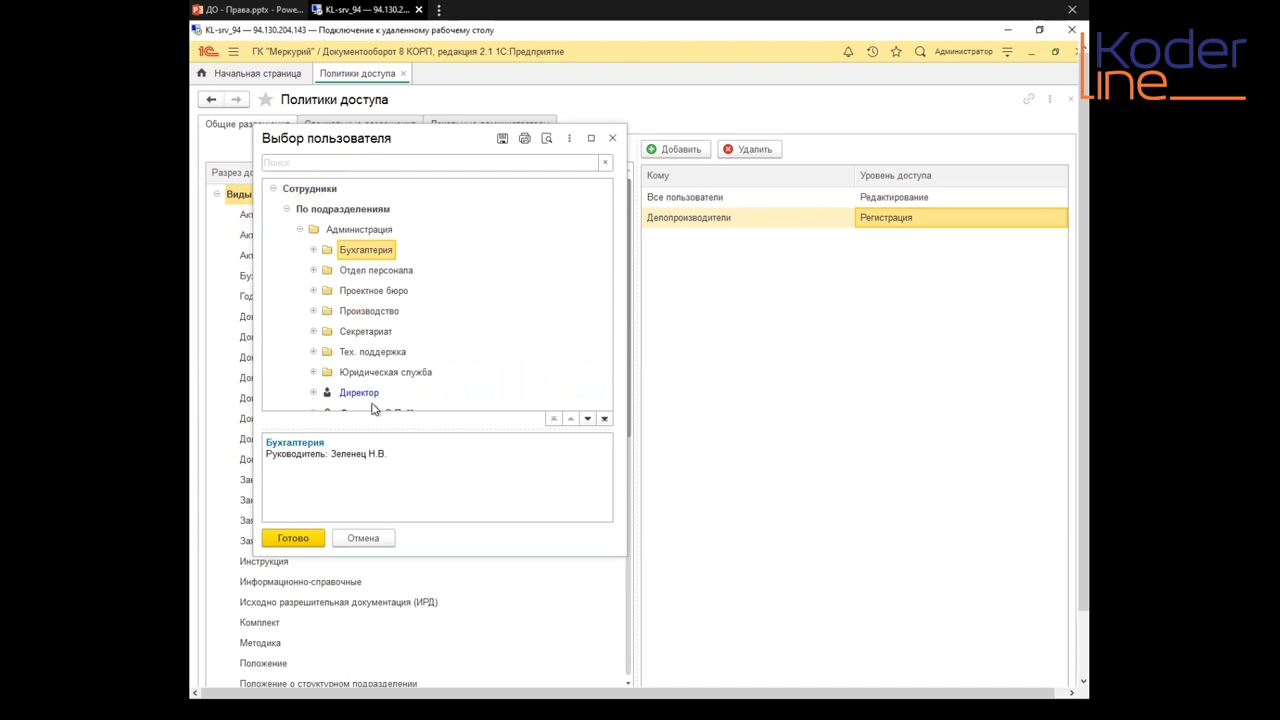 ДО - Права.pptx - Powe...
KL-srv_94 — 94.130.2...
KL-srv_94 — 94.130.204.143 — Подключение к удаленному рабочему столу
Koder
line
ГК "Меркурий" / Документооборот 8 КОРП, редакция 2.1 1С:Предприятие
Администратор
Начальная страница
Политики доступа
Политики доступа
Общие
Выбор пользователя
Поиск
Добавить
Удалить
Разрез
Кому
Уровень доступа
Сотрудники
Виды
Все пользователи
Редактирование
По подразделениям
Делопроизводители
Регистрация
Администрация
Бухгалтерия
Отдел персонала
Проектное бюро
Производство
Секретариат
Тех. поддержка
Юридическая служба
Директор
Бухгалтерия
Руководитель: Зеленец Н.В.
Готово
Отмена
Инструкция
Информационно-справочные
Исходно разрешительная документация (ИРД)
Комплект
Методика
Положение
Положение о структурном подразделении